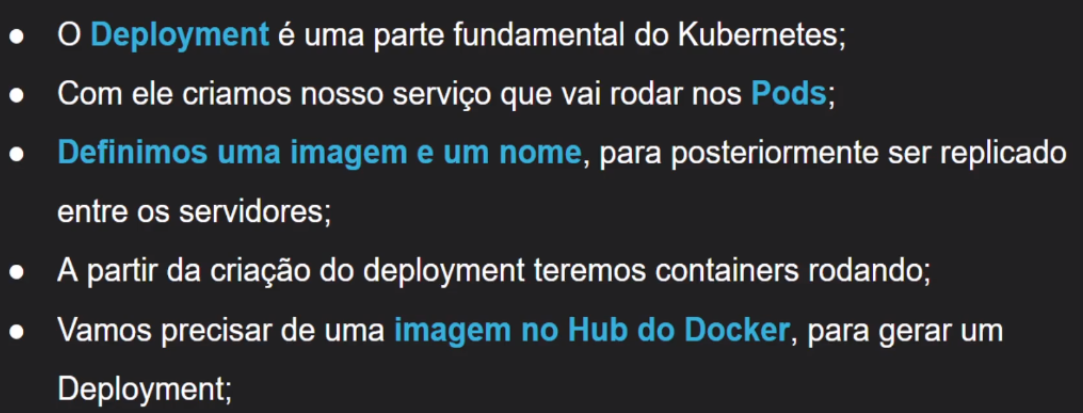 ● O Deployment é uma parte fundamental do Kubernetes;
● Com ele criamos nosso serviço que vai rodar nos Pods;
● Definimos uma imagem e um nome, para posteriormente ser replicado
entre os servidores;
● A partir da criação do deployment teremos containers rodando;
● Vamos precisar de uma imagem no Hub do Docker, para gerar um
Deployment;